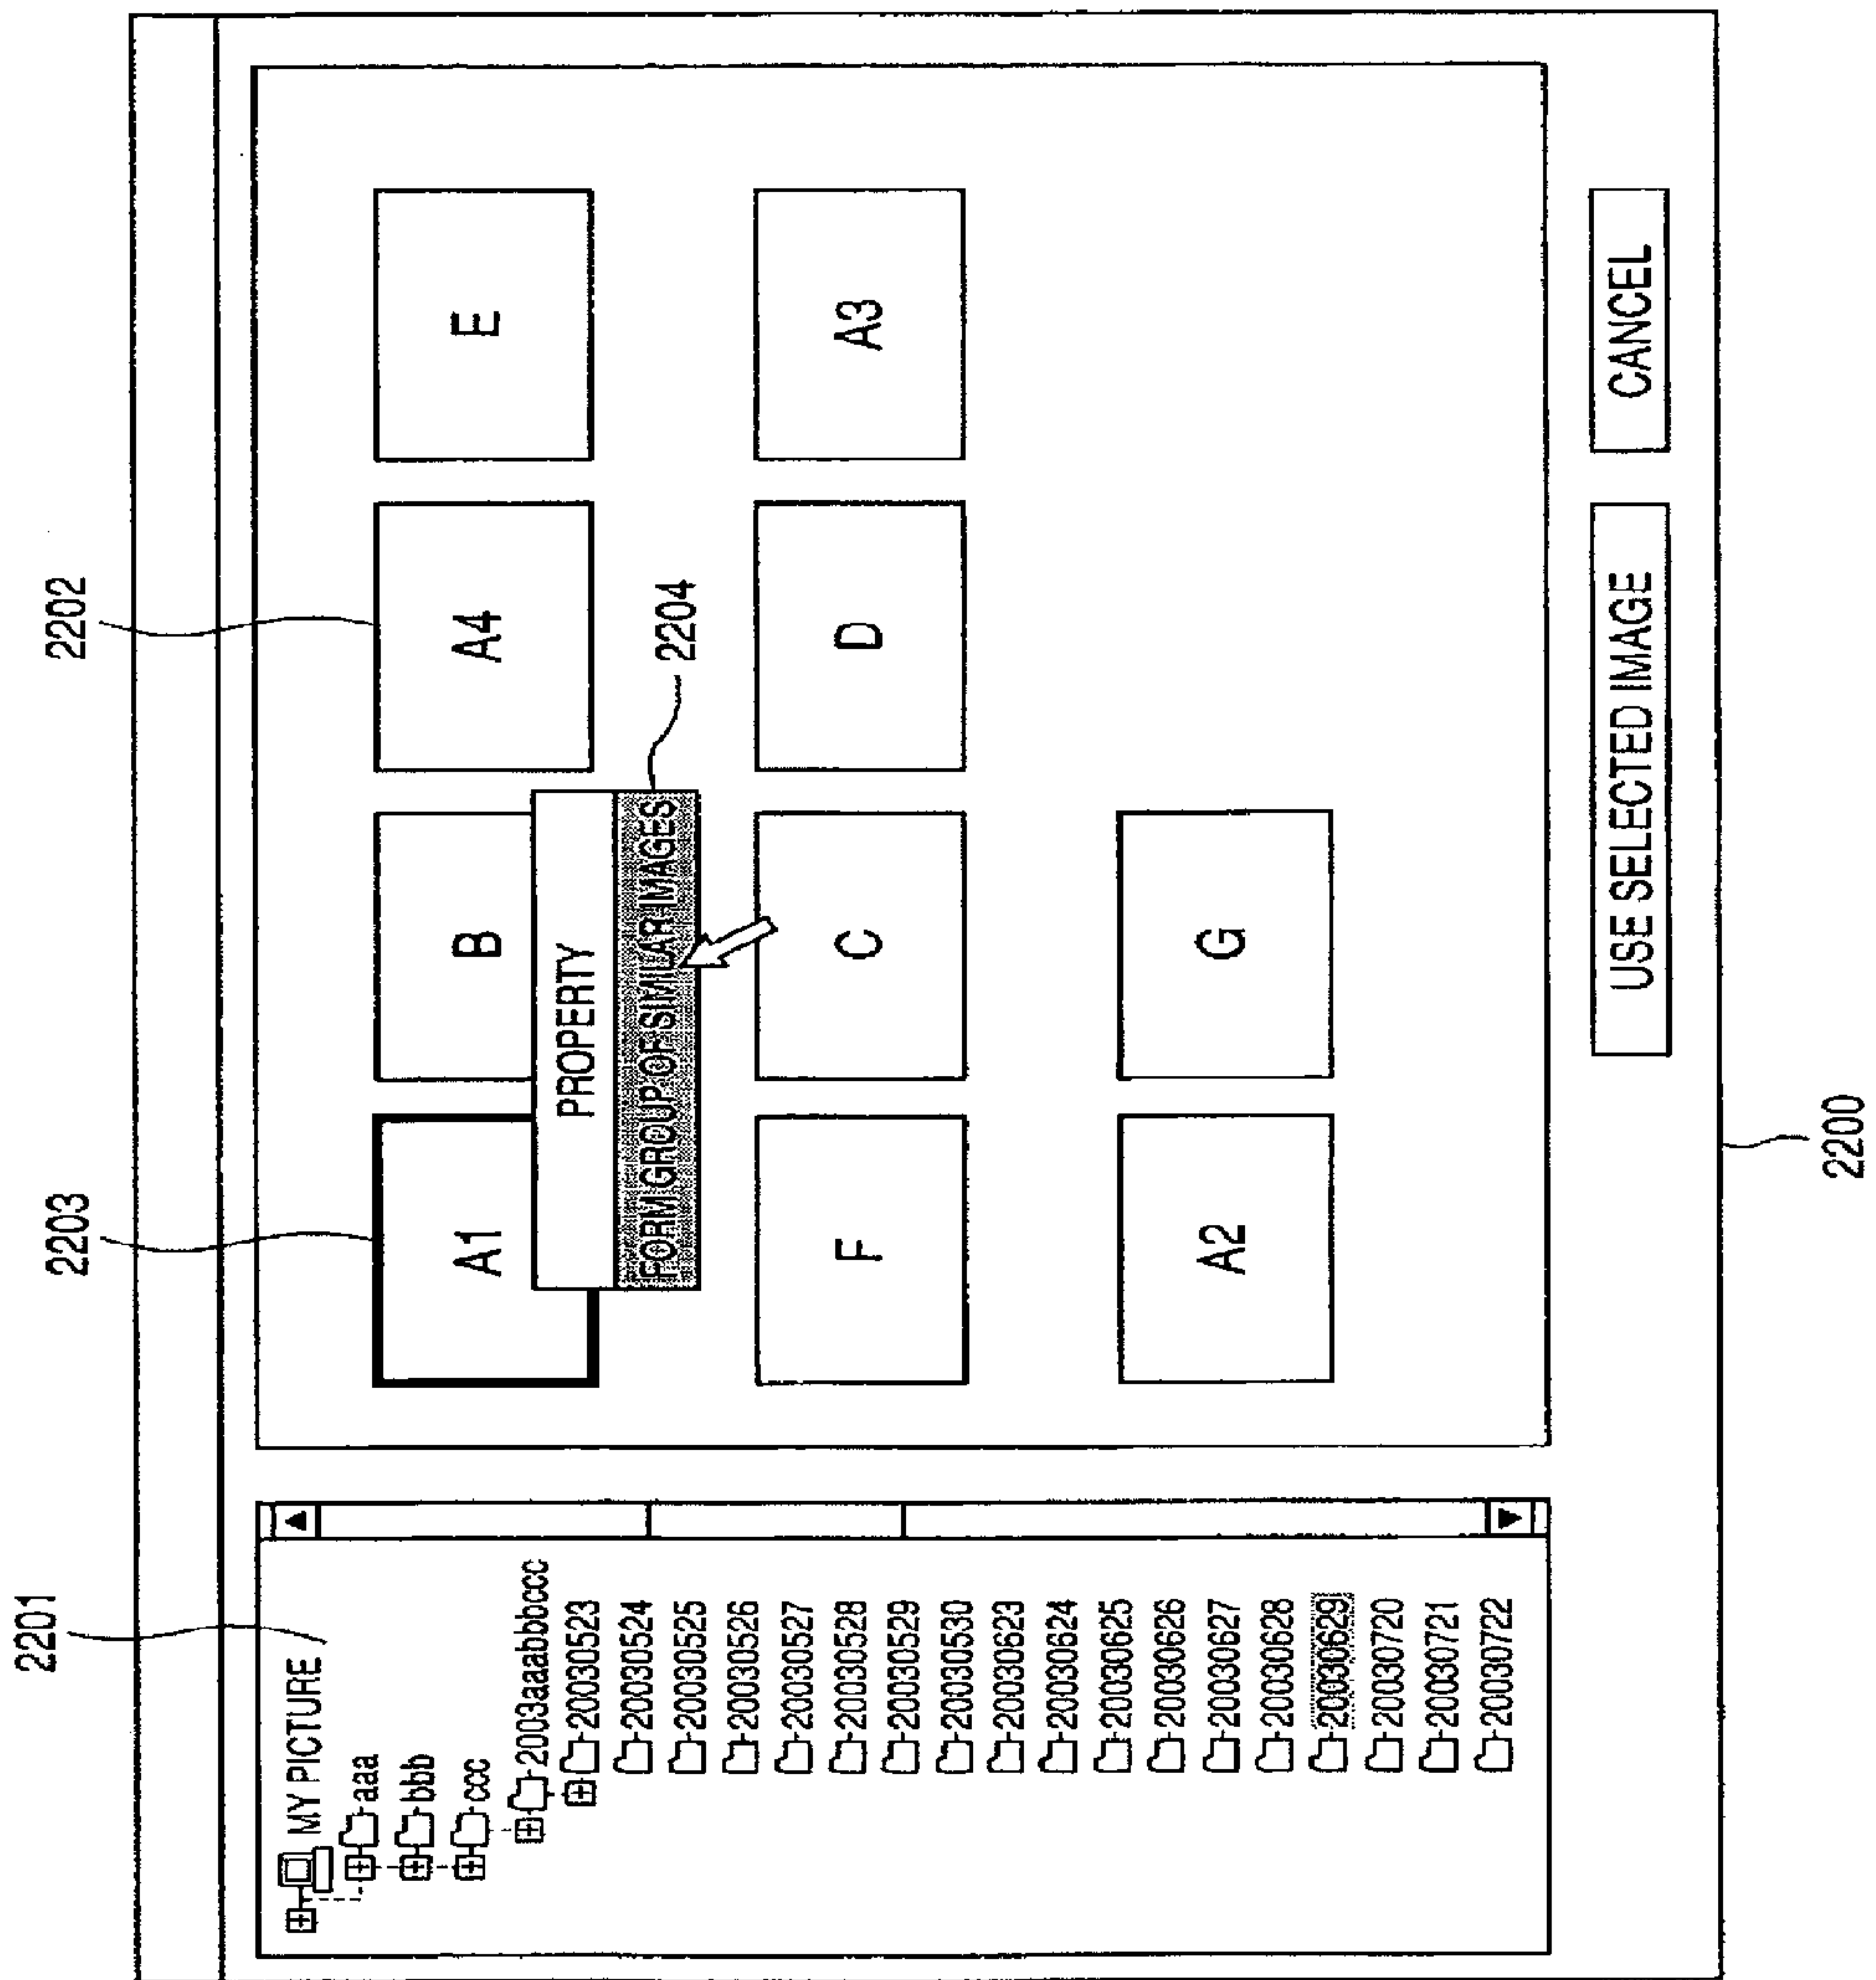 2201
2203
2202
MY PICTURE
aaa
bbb
ccc
2003aaabbbccc
20030523
20030524
20030525
20030526
20030527
20030528
20030529
20030530
20030623
20030624
20030625
20030626
20030627
20030628
20030629
20030720
20030721
20030722
A1
B
A4
E
PROPERTY
FORM GROUP OF SIMILAR IMAGES
2204
F
C
D
A3
A2
G
USE SELECTED IMAGE
CANCEL
2200